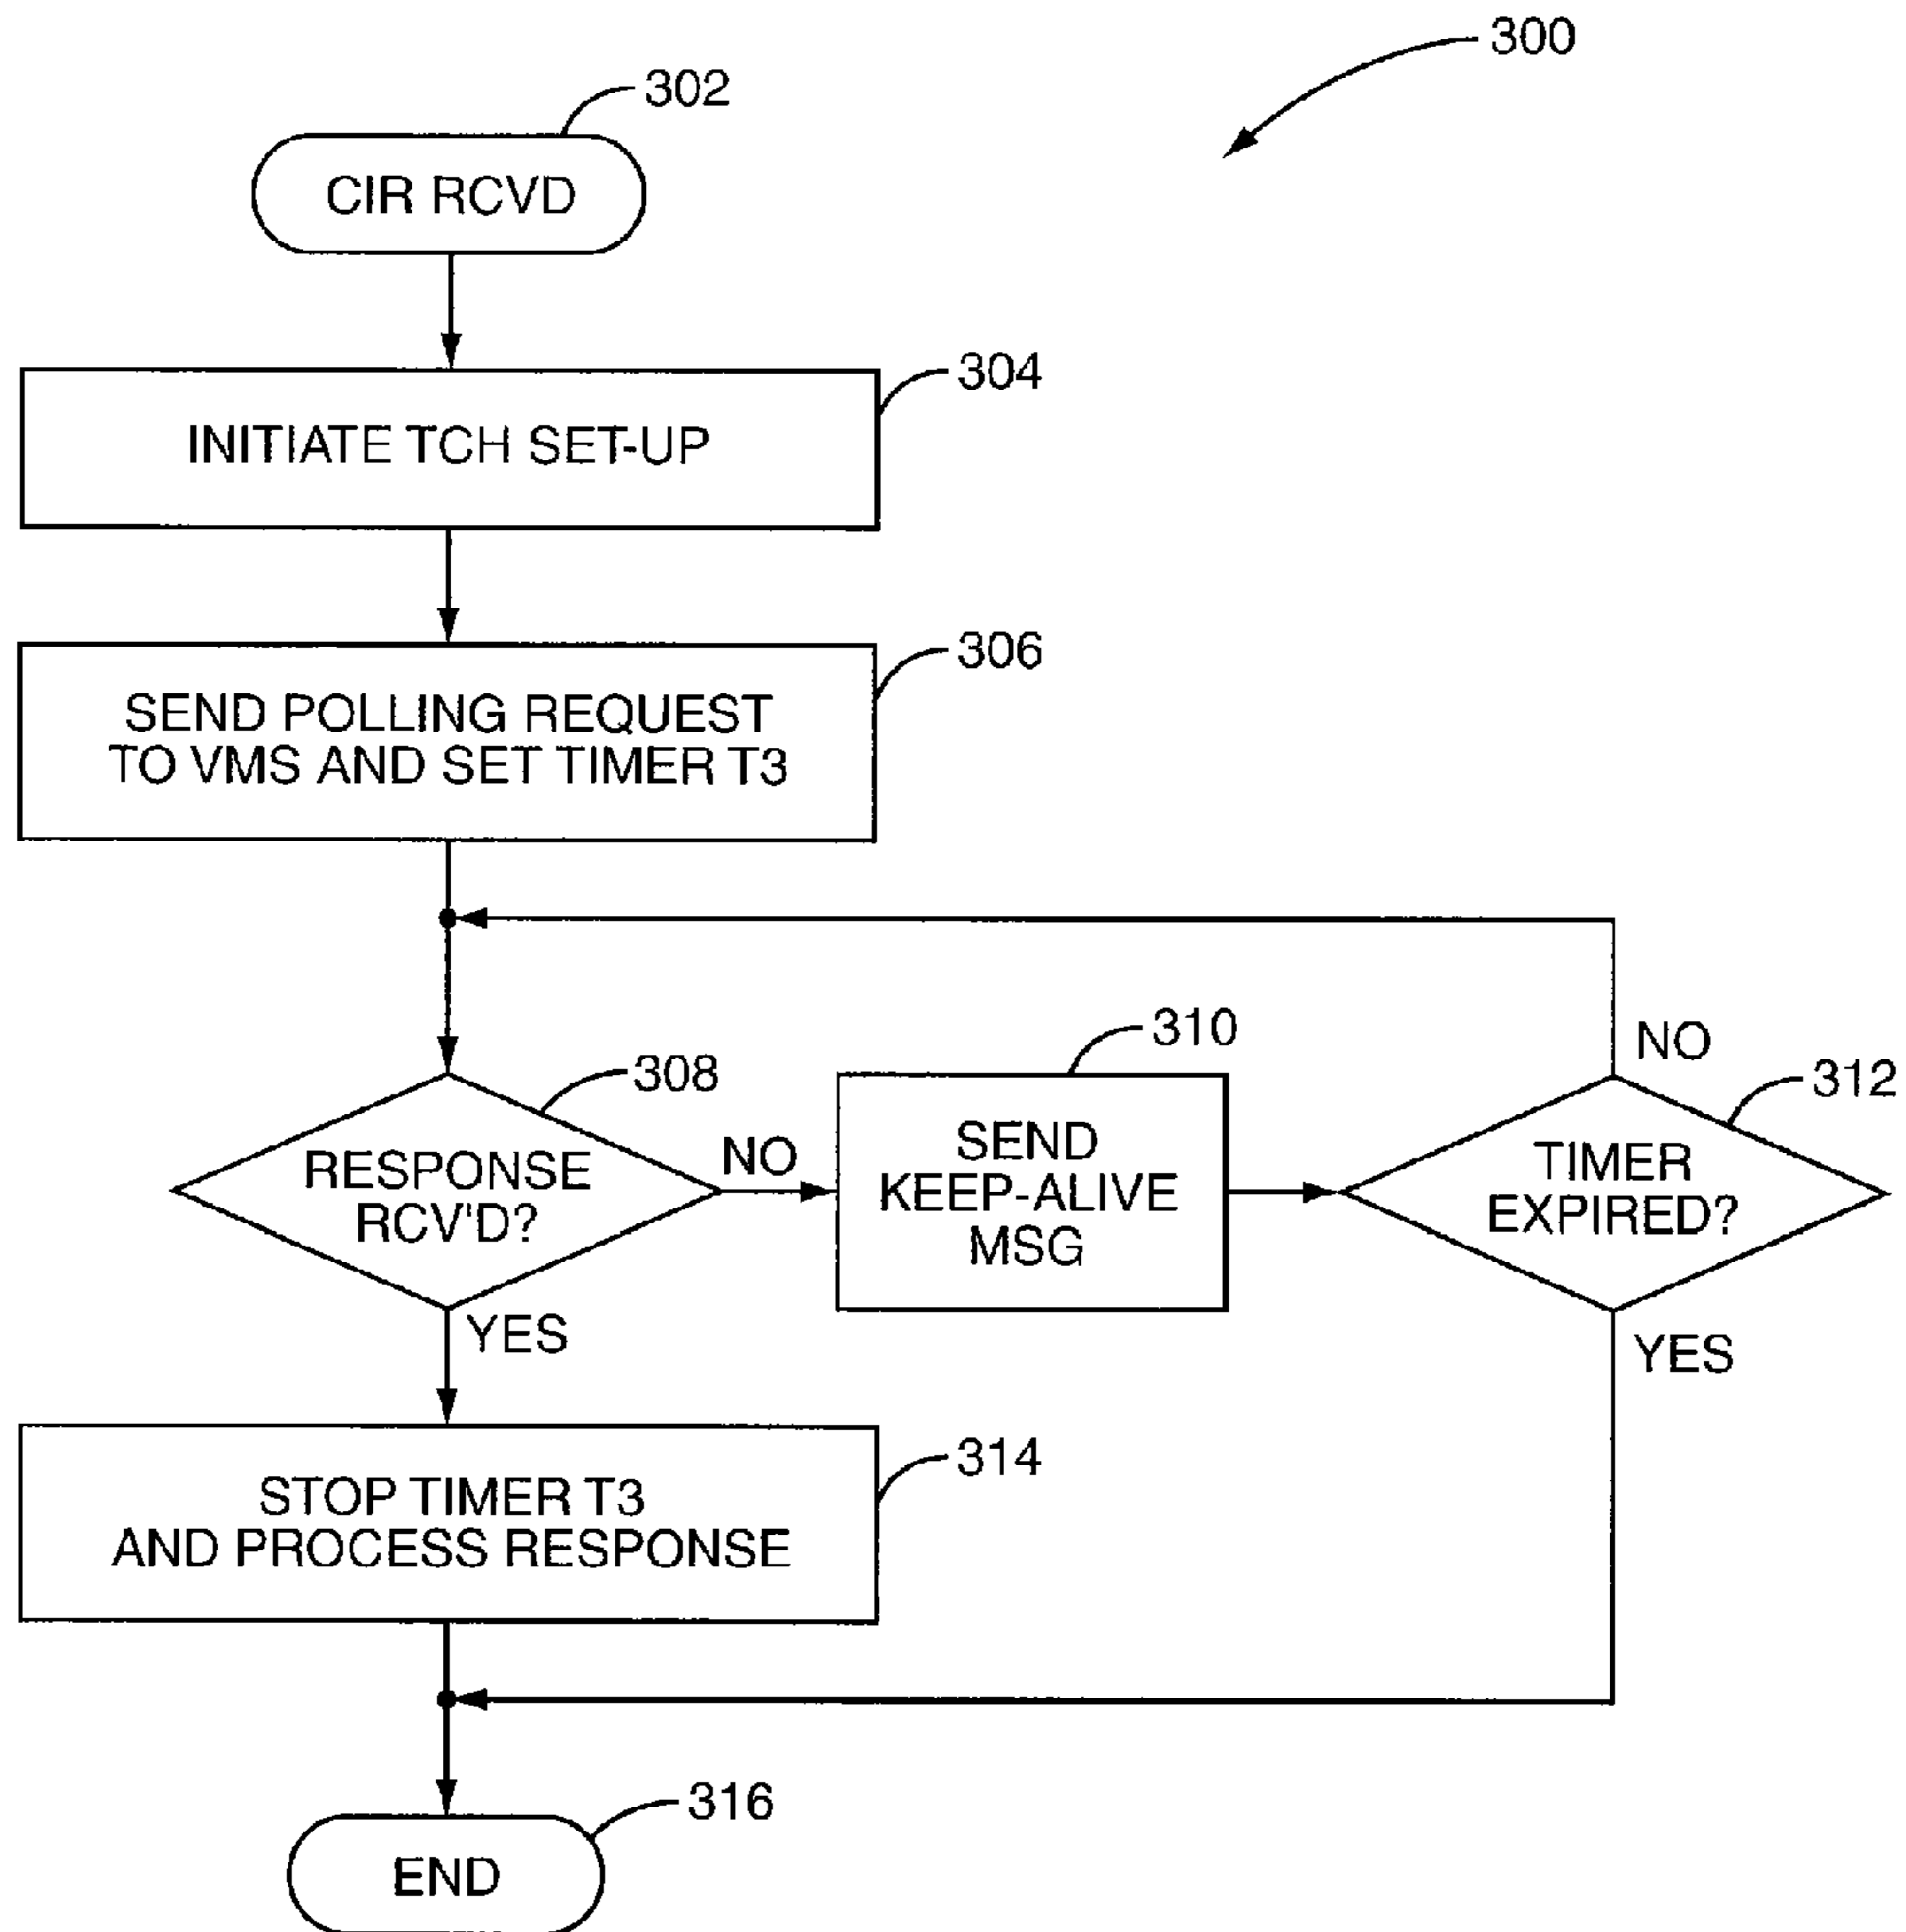 300
302
CIR RCVD
304
INITIATE TCH SET-UP
306
SEND POLLING REQUEST
TO VMS AND SET TIMER T3
308
RESPONSE
RCV'D?
NO
310
SEND
KEEP-ALIVE
MSG
NO
312
TIMER
EXPIRED?
YES
YES
314
STOP TIMER T3
AND PROCESS RESPONSE
316
END